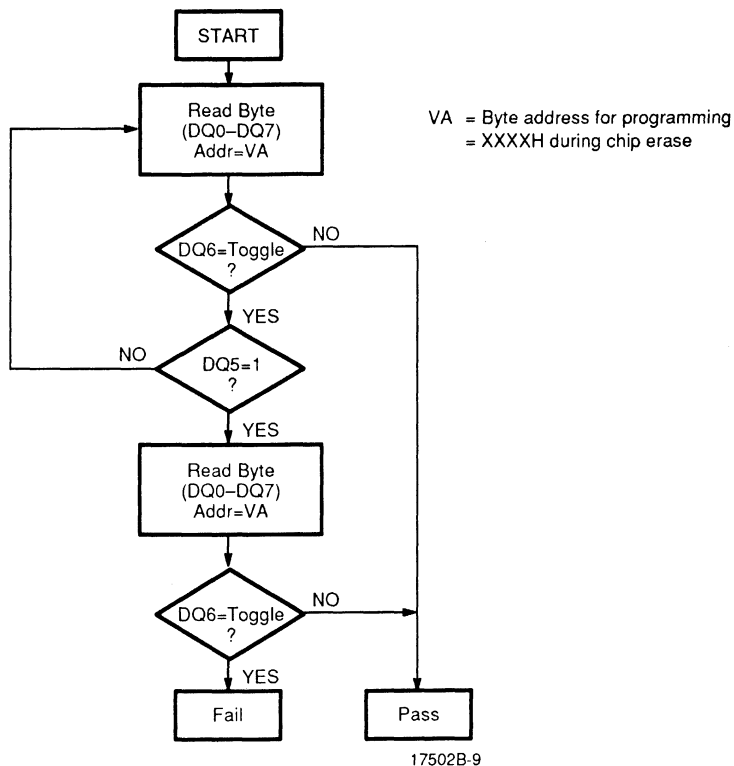 START
Read Byte
(DQ0–DQ7)
Addr=VA
VA = Byte address for programming
= XXXXH during chip erase
DQ6=Toggle
?
NO
YES
NO
DQ5=1
?
YES
Read Byte
(DQ0–DQ7)
Addr=VA
DQ6=Toggle
?
NO
YES
Fail
Pass
17502B-9